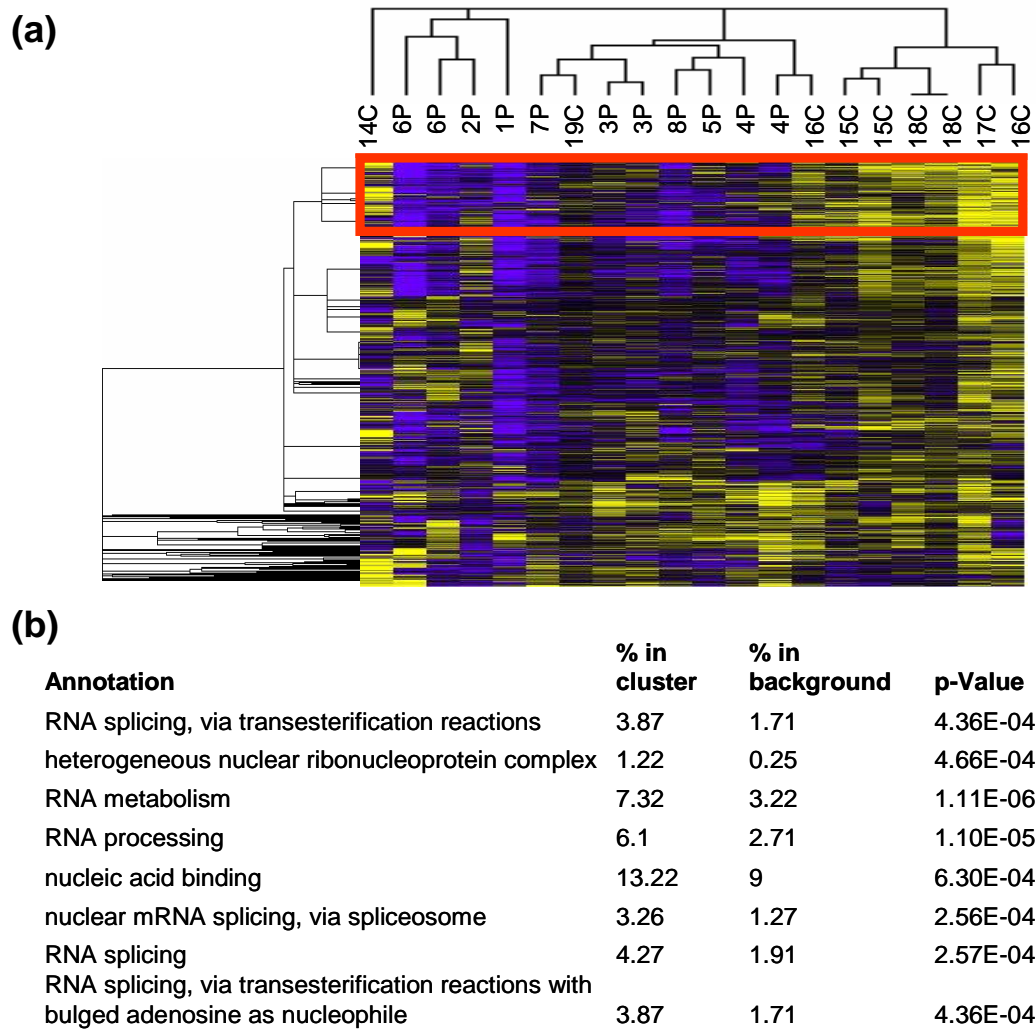 (a)
14C 6P 6P 2P 1P 7P 19C 3P 3P 8P 5P 4P 4P 16C 15C 15C 18C 18C 17C 16C
(b)
Annotation % in cluster % in background p-Value
RNA splicing, via transesterification reactions 3.87 1.71 4.36E-04
heterogeneous nuclear ribonucleoprotein complex 1.22 0.25 4.66E-04
RNA metabolism 7.32 3.22 1.11E-06
RNA processing 6.1 2.71 1.10E-05
nucleic acid binding 13.22 9 6.30E-04
nuclear mRNA splicing, via spliceosome 3.26 1.27 2.56E-04
RNA splicing 4.27 1.91 2.57E-04
RNA splicing, via transesterification reactions with
bulged adenosine as nucleophile 3.87 1.71 4.36E-04